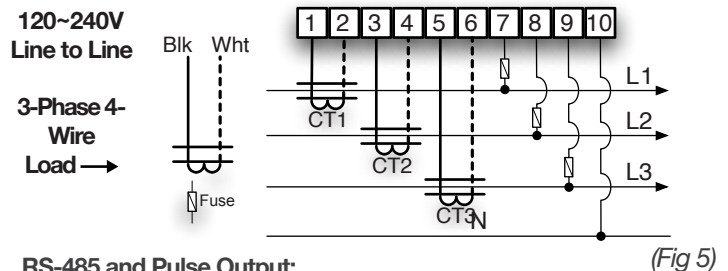 120~240V
Line to Line
3-Phase 4-
Wire
Load
Blk Wht
Fuse
1 2 3 4 5 6 7 8 9 10
CT1
L1
CT2
L2
CT3
L3
N
(Fig 5)
RS-485 and Pulse Output: